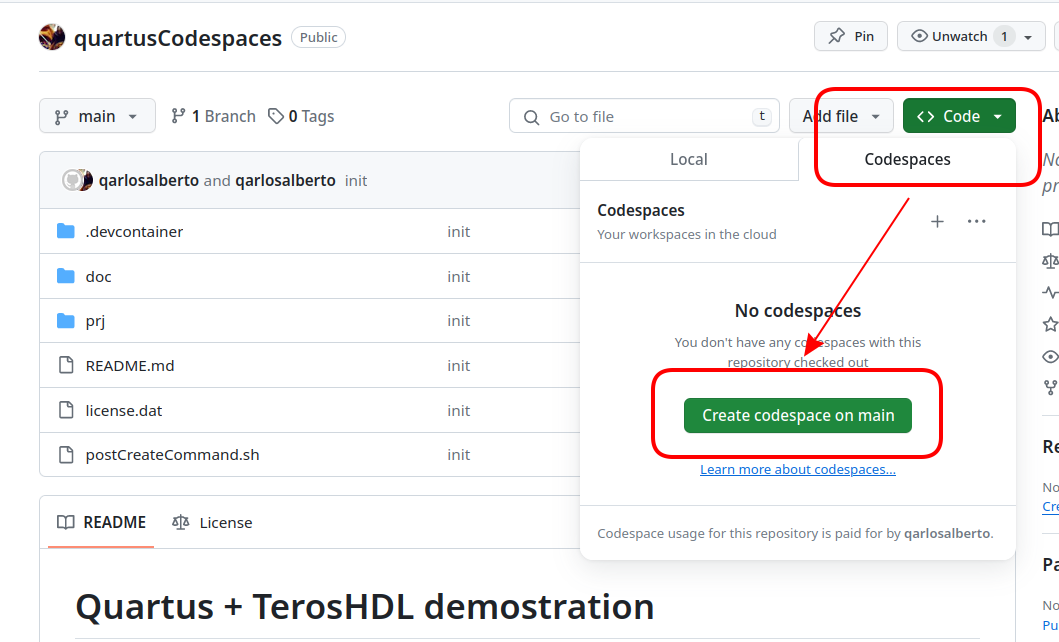 quartusCodespaces Public
Pin
Unwatch 1
main
1 Branch
0 Tags
Go to file t
Add file
Code
Local
Codespaces
qarlosalberto and qarlosalberto init
.devcontainer init
doc init
prj init
README.md init
license.dat init
postCreateCommand.sh init
Codespaces
Your workspaces in the cloud
No codespaces
You don't have any codespaces with this
repository checked out
Create codespace on main
Learn more about codespaces...
Codespace usage for this repository is paid for by qarlosalberto.
README
License
Quartus + TerosHDL demostration
Ab
No
pr
Re
No
Cre
Pa
No
Pu